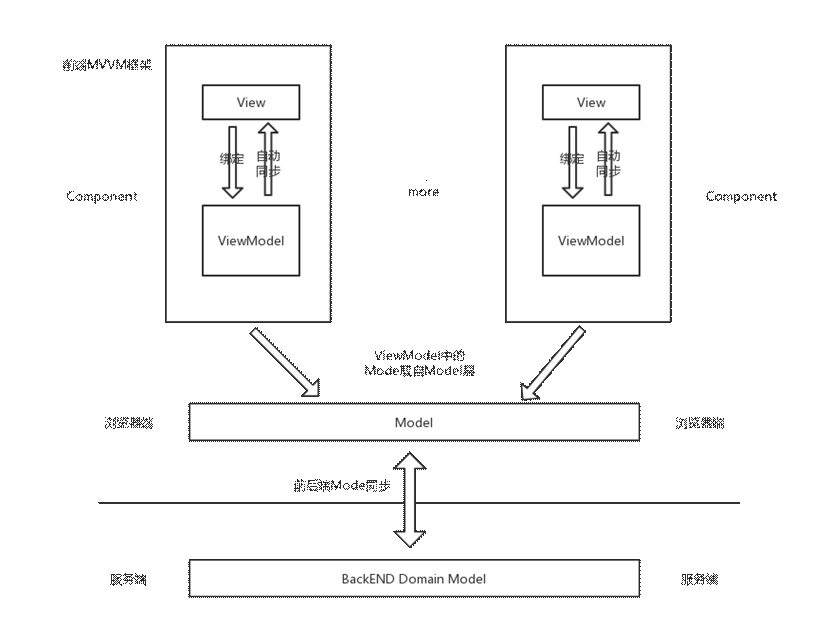 前端MVVM框架
View
View
绑定
自动
同步
绑定
自动
同步
Component
more
Component
ViewModel
ViewModel
ViewModel中的
Mode取自Model层
浏览器端
Model
浏览器端
前后端Mode同步
服务端
BackEND Domain Model
服务端